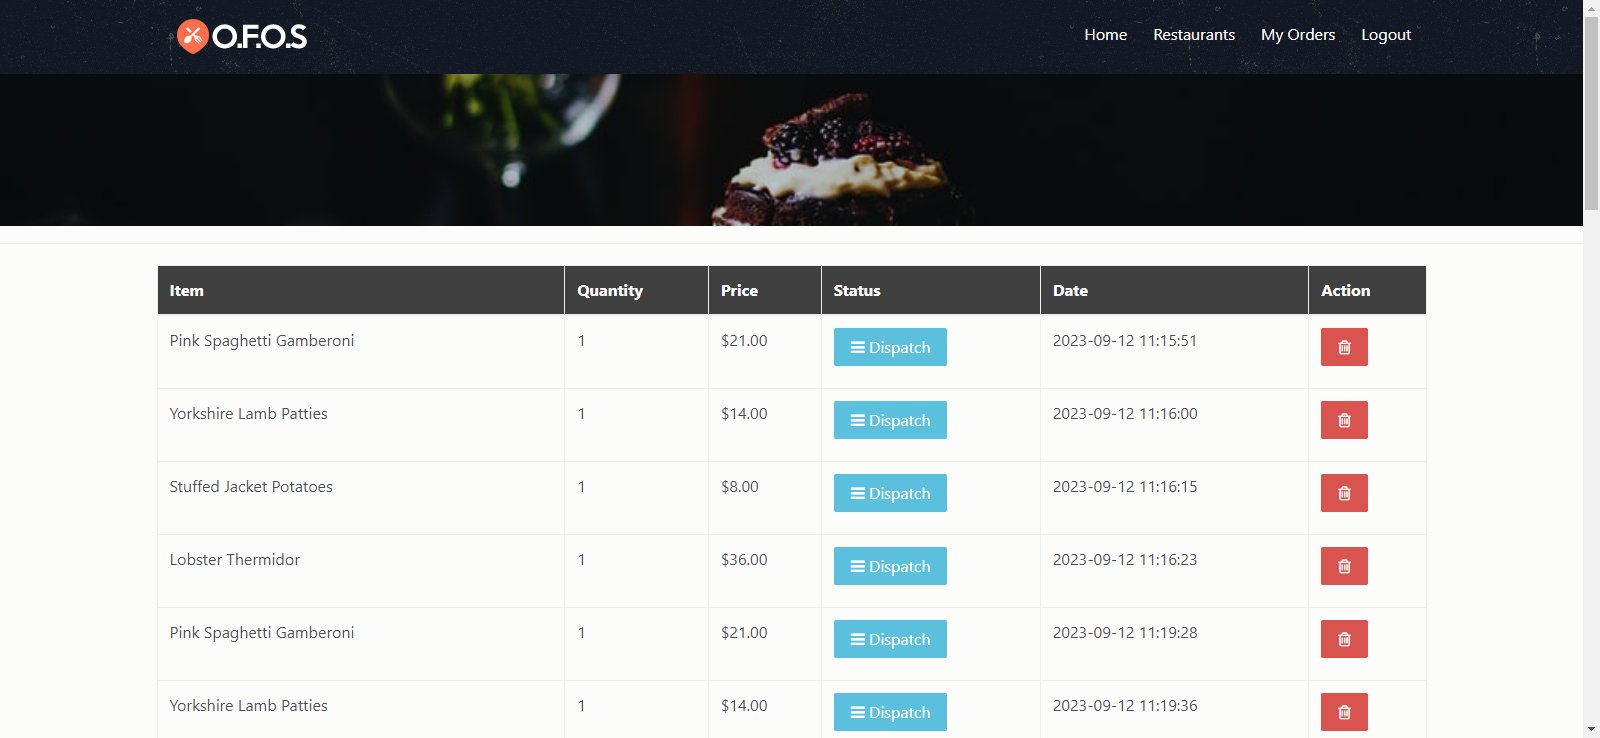 O.F.O.S
Home Restaurants My Orders Logout
Item Quantity Price Status Date Action
Pink Spaghetti Gamberoni 1 $21.00 Dispatch 2023-09-12 11:15:51
Yorkshire Lamb Patties 1 $14.00 Dispatch 2023-09-12 11:16:00
Stuffed Jacket Potatoes 1 $8.00 Dispatch 2023-09-12 11:16:15
Lobster Thermidor 1 $36.00 Dispatch 2023-09-12 11:16:23
Pink Spaghetti Gamberoni 1 $21.00 Dispatch 2023-09-12 11:19:28
Yorkshire Lamb Patties 1 $14.00 Dispatch 2023-09-12 11:19:36